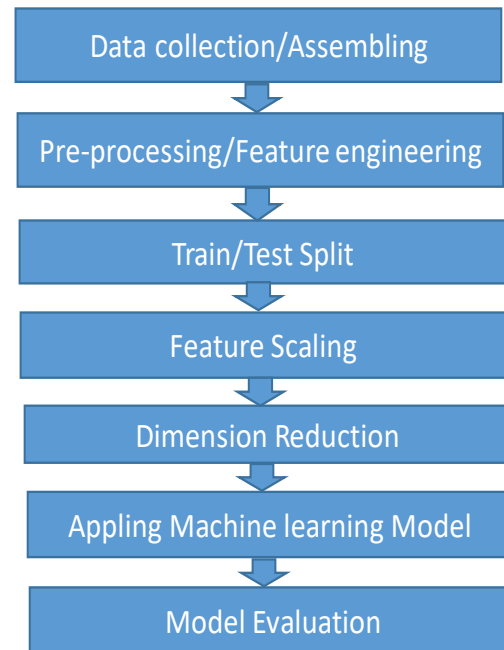 Data collection/Assembling
Pre-processing/Feature engineering
Train/Test Split
Feature Scaling
Dimension Reduction
Appling Machine learning Model
Model Evaluation